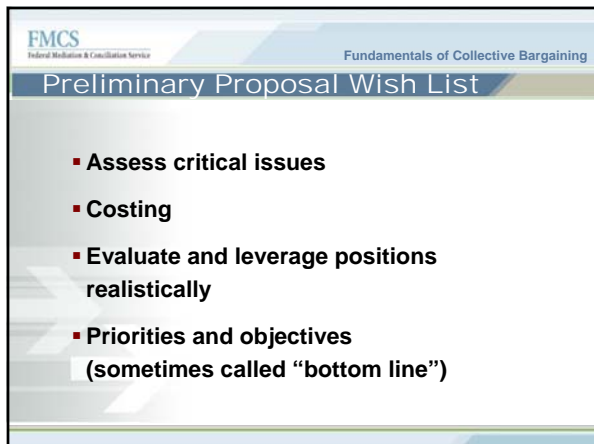 FMCS
Federal Mediation & Conciliation Service
Fundamentals of Collective Bargaining
Preliminary Proposal Wish List
▪ Assess critical issues
▪ Costing
▪ Evaluate and leverage positions
realistically
▪ Priorities and objectives
(sometimes called “bottom line”)